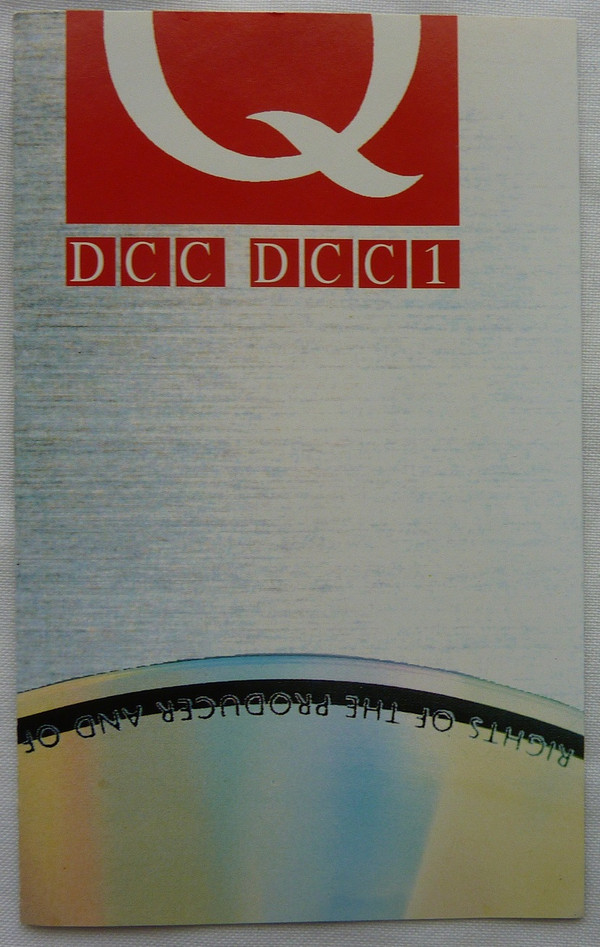 Q
DCC DCC1
RIGHTS OF THE PRODUCER AND OF